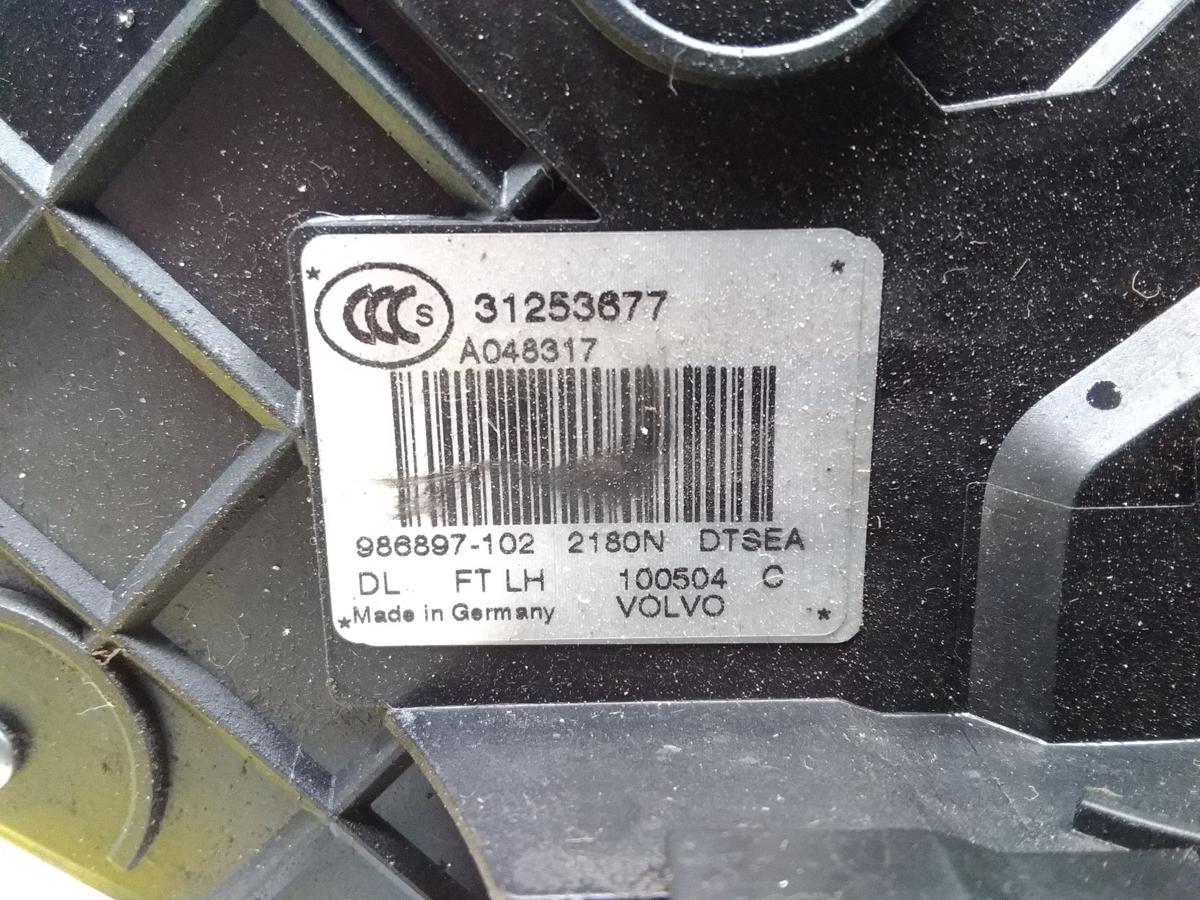 CCC S 31253677
A048317
986897-102 2180N DTSEA
DL FT LH 100504 C
*Made in Germany VOLVO *